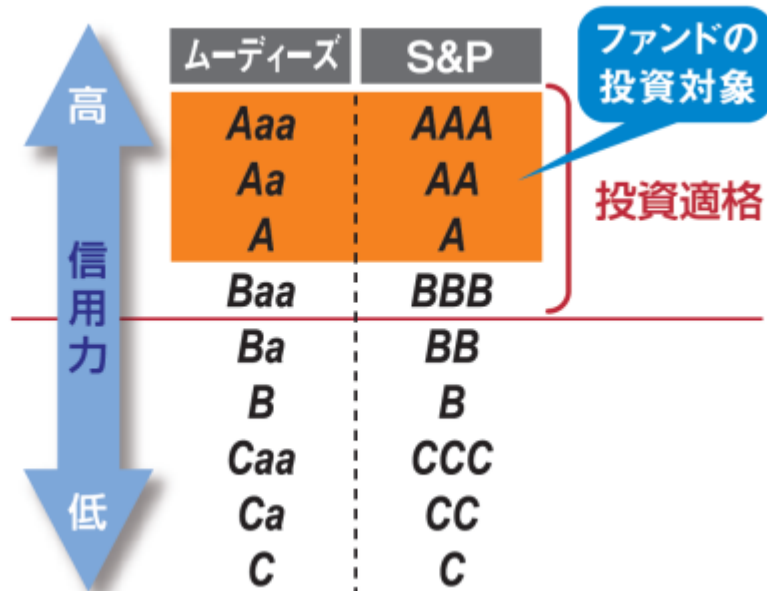 ムーディーズ S&P
ファンドの
投資対象
高
信用力
低
Aaa AAA
Aa AA
A A
Baa BBB
投資適格
Ba BB
B B
Caa CCC
Ca CC
C C